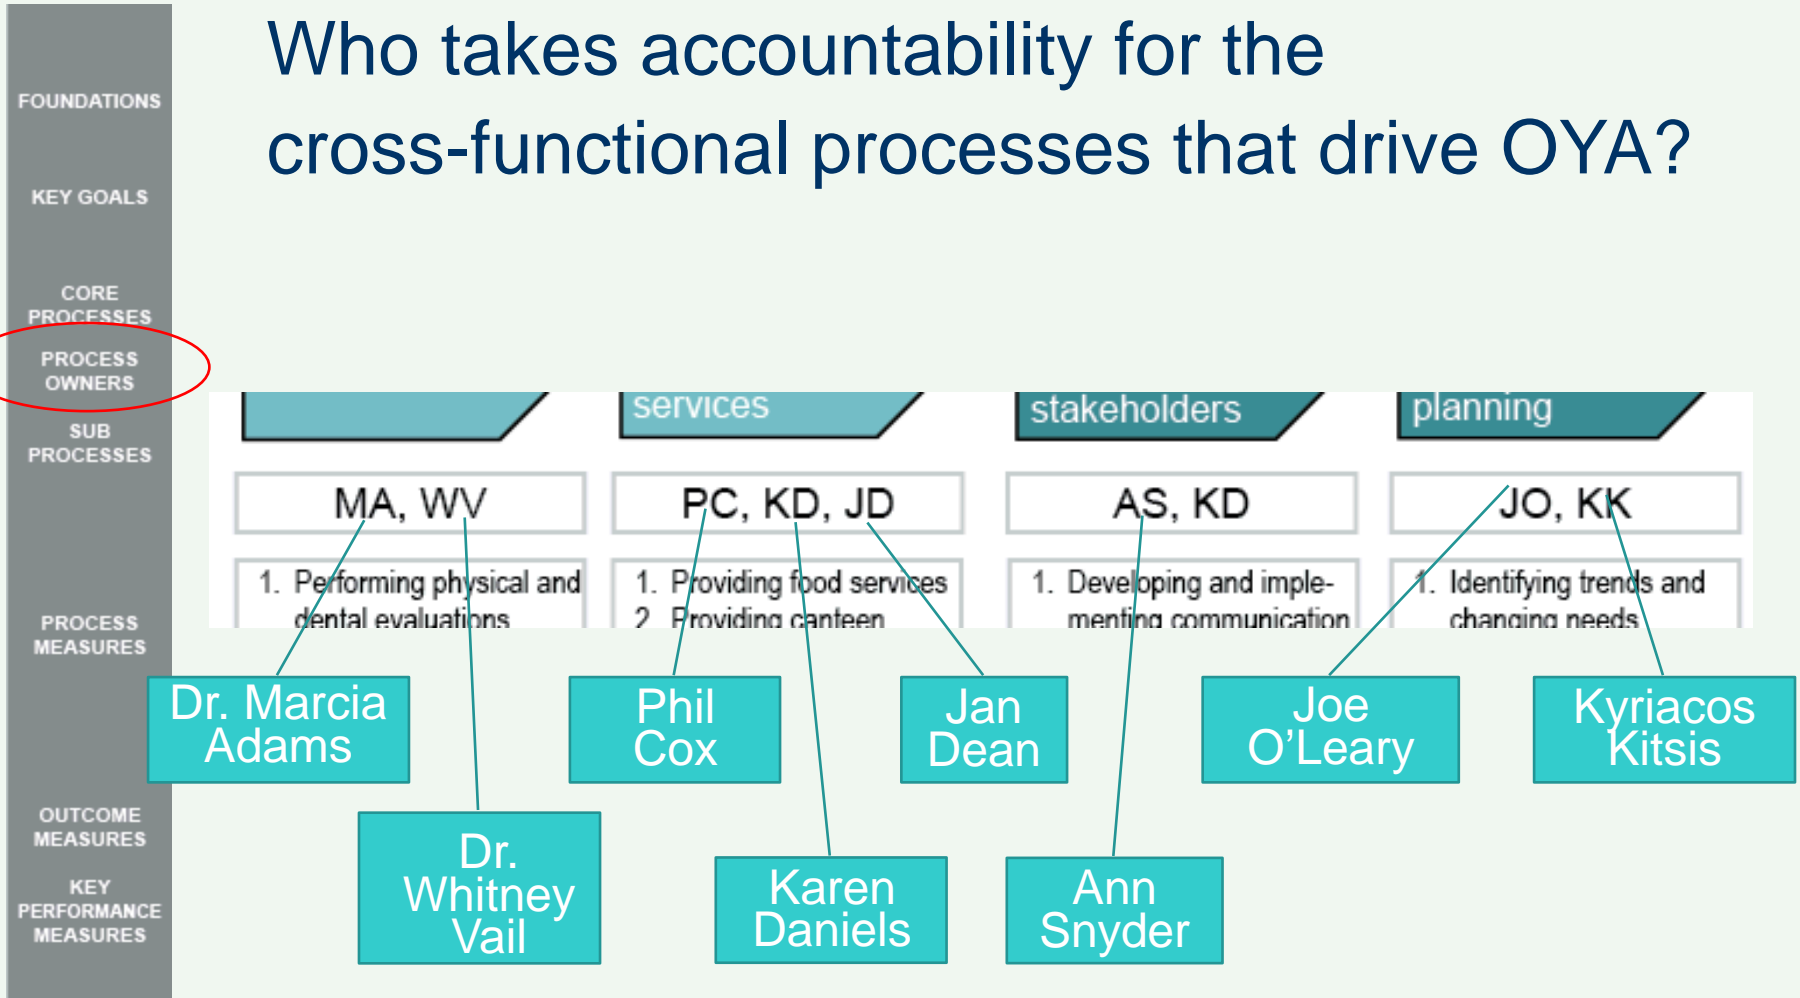 Who takes accountability for the
cross-functional processes that drive OYA?
FOUNDATIONS
KEY GOALS
CORE
PROCESSES
PROCESS
OWNERS
SUB
PROCESSES
PROCESS
MEASURES
OUTCOME
MEASURES
KEY
PERFORMANCE
MEASURES
services
stakeholders
planning
MA, WV
PC, KD, JD
AS, KD
JO, KK
1. Performing physical and
dental evaluations
1. Providing food services
2 Providing canteen
1. Developing and imple-
menting communication
1. Identifying trends and
changing needs
Dr. Marcia
Adams
Phil
Cox
Jan
Dean
Joe
O’Leary
Kyriacos
Kitsis
Dr.
Whitney
Vail
Karen
Daniels
Ann
Snyder